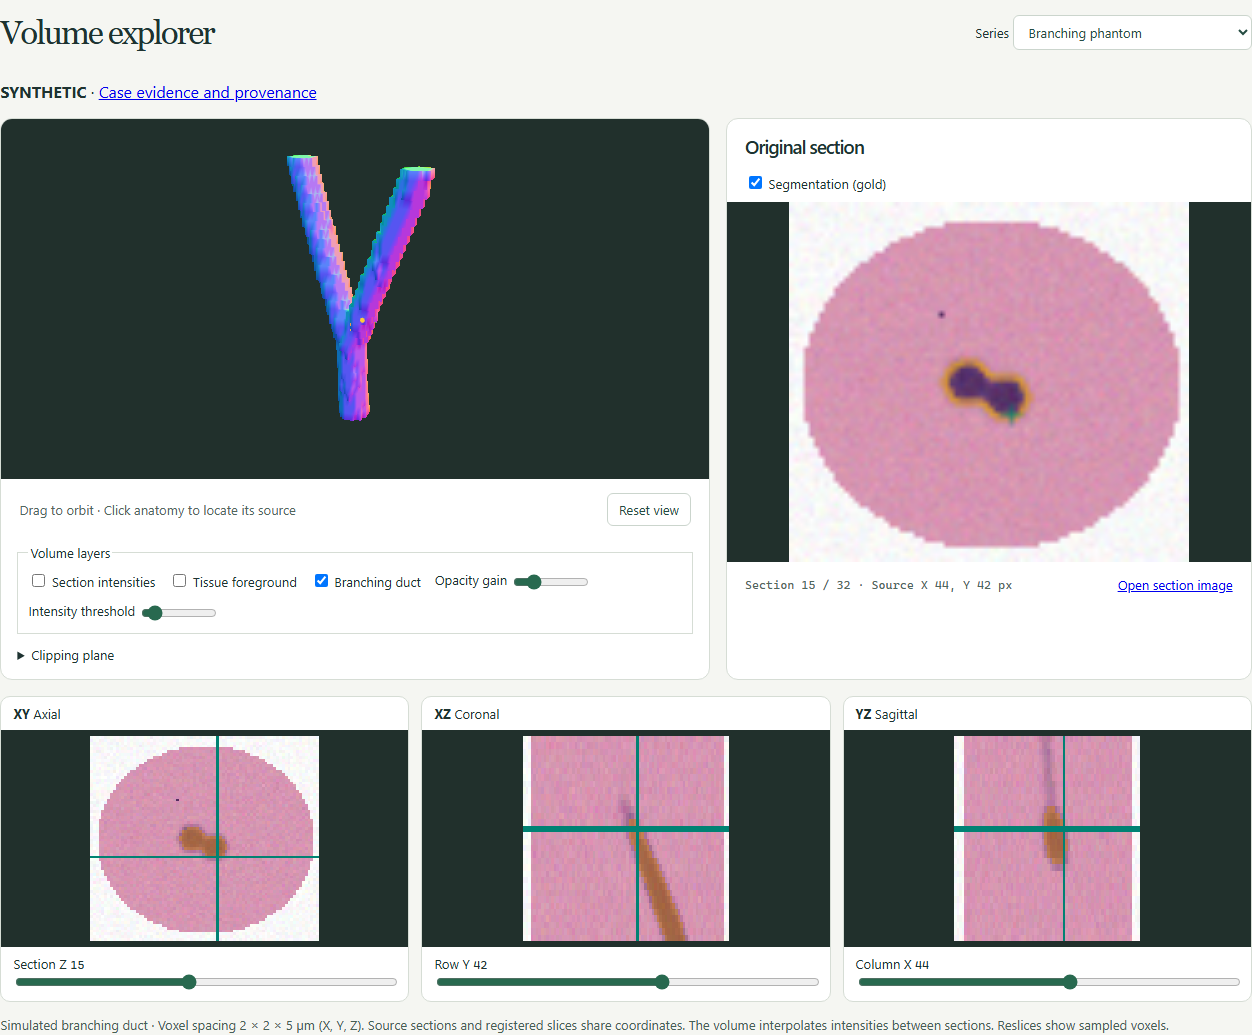 Volume explorer
Series Branching phantom
SYNTHETIC · Case evidence and provenance
Original section
Segmentation (gold)
Drag to orbit · Click anatomy to locate its source
Reset view
Volume layers
Section intensities Tissue foreground Branching duct Opacity gain
Intensity threshold
Clipping plane
Section 15 / 32 · Source X 44, Y 42 px
Open section image
XY Axial
Section Z 15
XZ Coronal
Row Y 42
YZ Sagittal
Column X 44
Simulated branching duct · Voxel spacing 2 × 2 × 5 µm (X, Y, Z). Source sections and registered slices share coordinates. The volume interpolates intensities between sections. Reslices show sampled voxels.